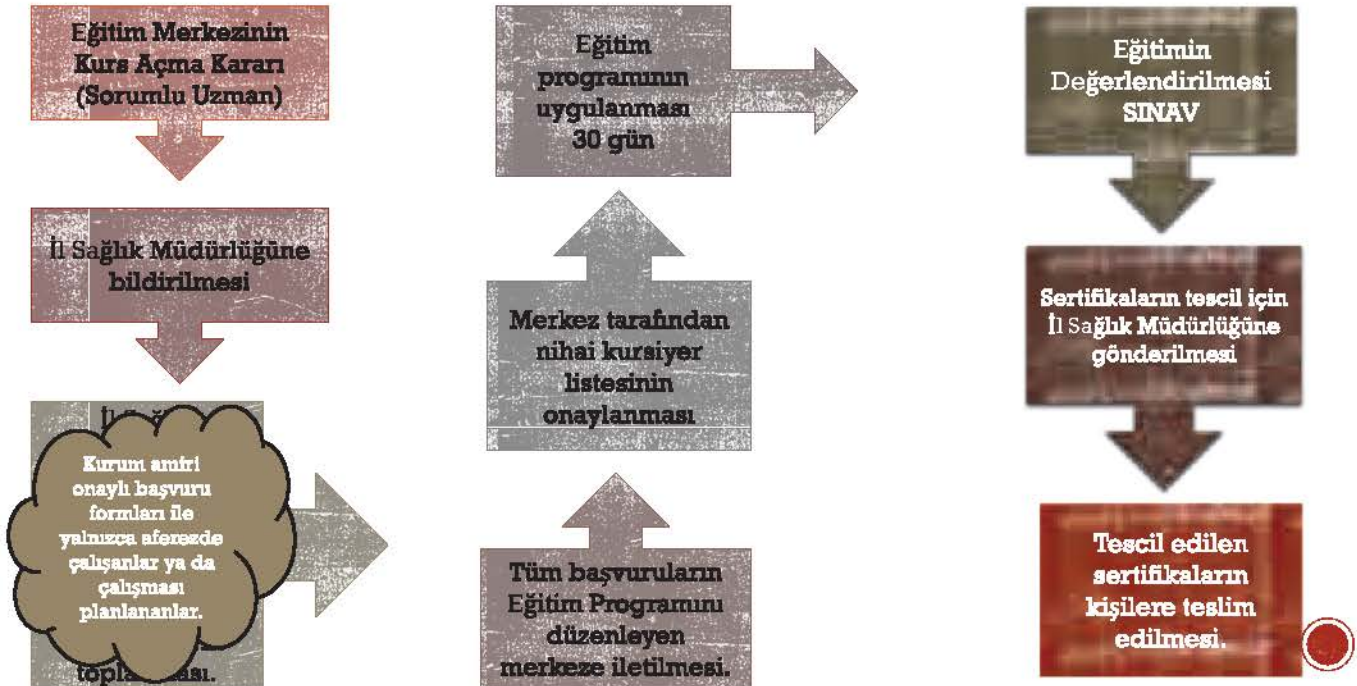 Eğitim Merkezinin
Kurs Açma Kararı
(Sorumlu Uzman)
İl Sağlık Müdürlüğüne
bildirilmesi
İl
Kurum amiri
onaylı başvuru
formları ile
yalnızca aferezde
çalışanlar ya da
çalışması
planlananlar.
Tüm başvuruların
Eğitim Programını
düzenleyen
merkeze iletilmesi.
Merkez tarafından
nihai kursiyer
listesinin
onaylanması
Eğitim
programının
uygulanması
30 gün
Eğitimin
Değerlendirilmesi
SINAV
Sertifikaların tescil için
İl Sağlık Müdürlüğüne
gönderilmesi
Tescil edilen
sertifikaların
kişilere teslim
edilmesi.